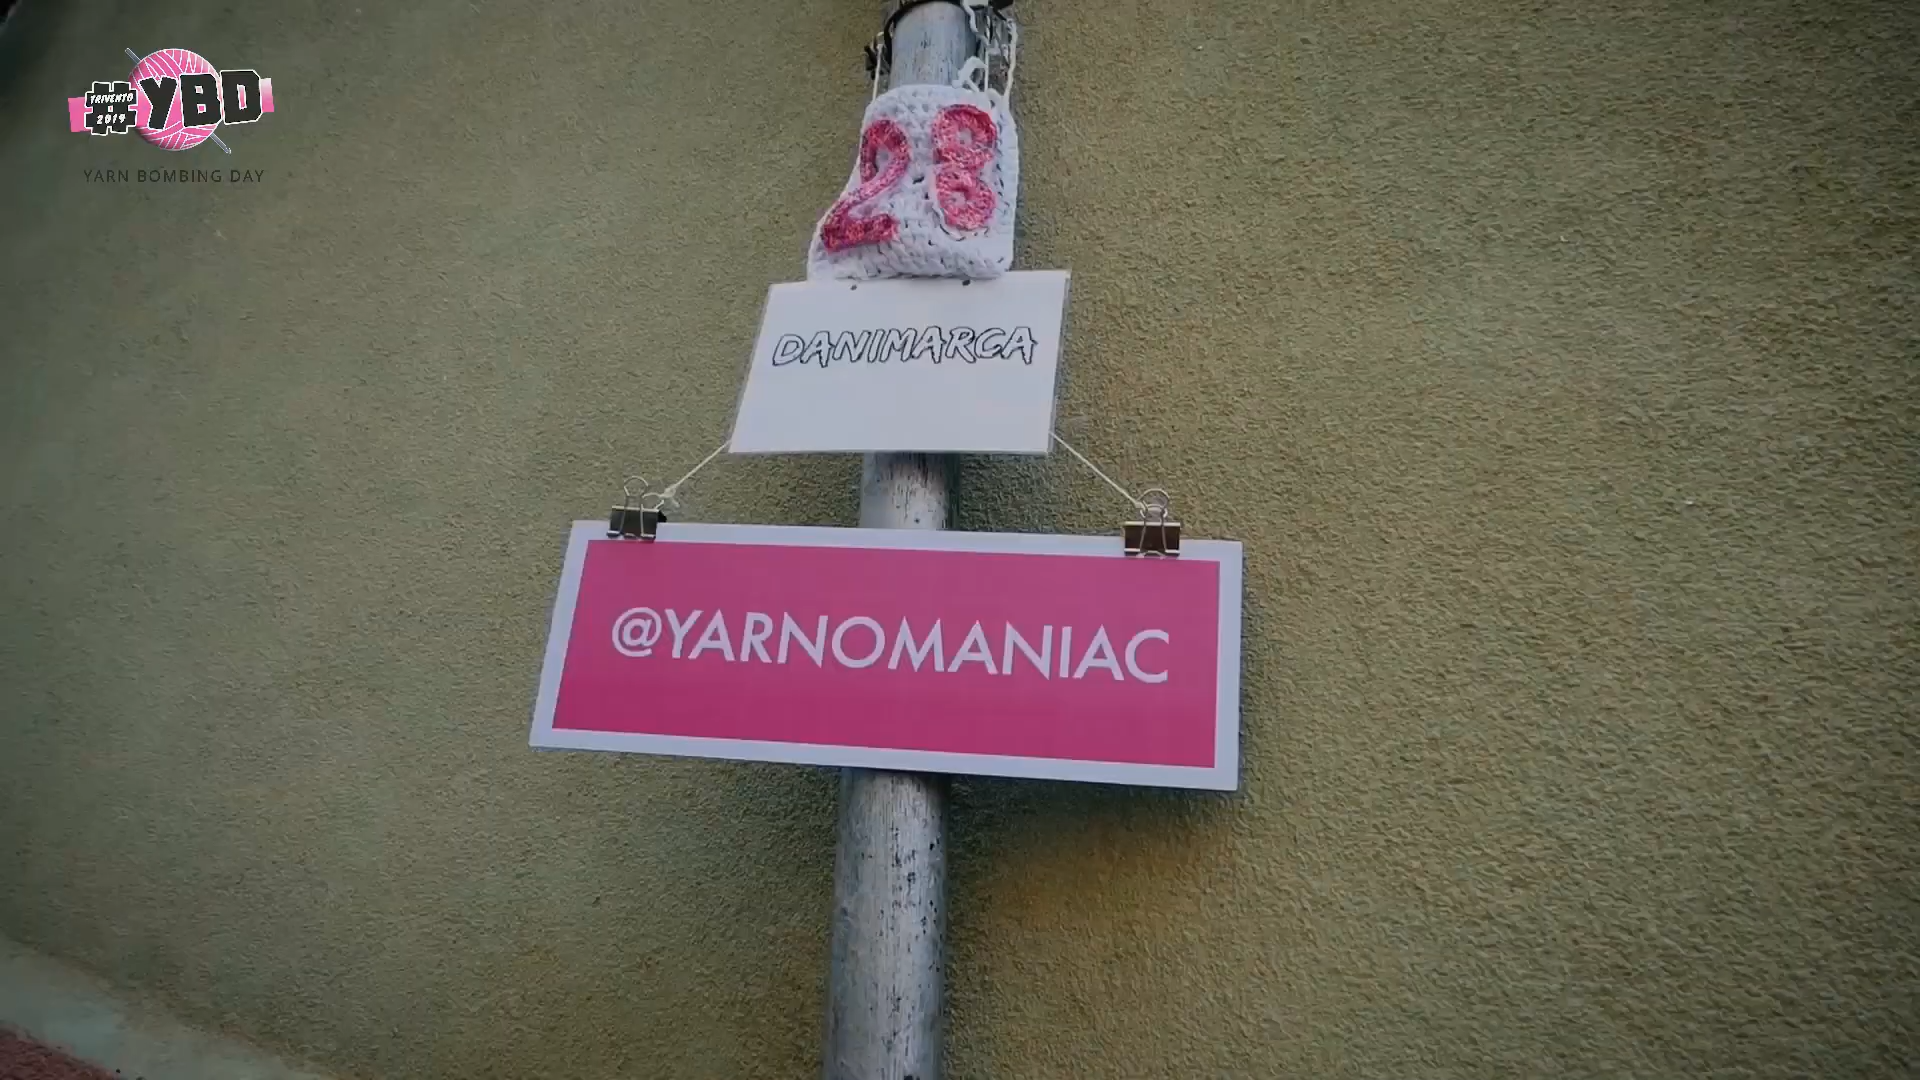 #YBD
TRIVENTO
2019
YARN BOMBING DAY
28
DANIMARCA
@YARNOMANIAC